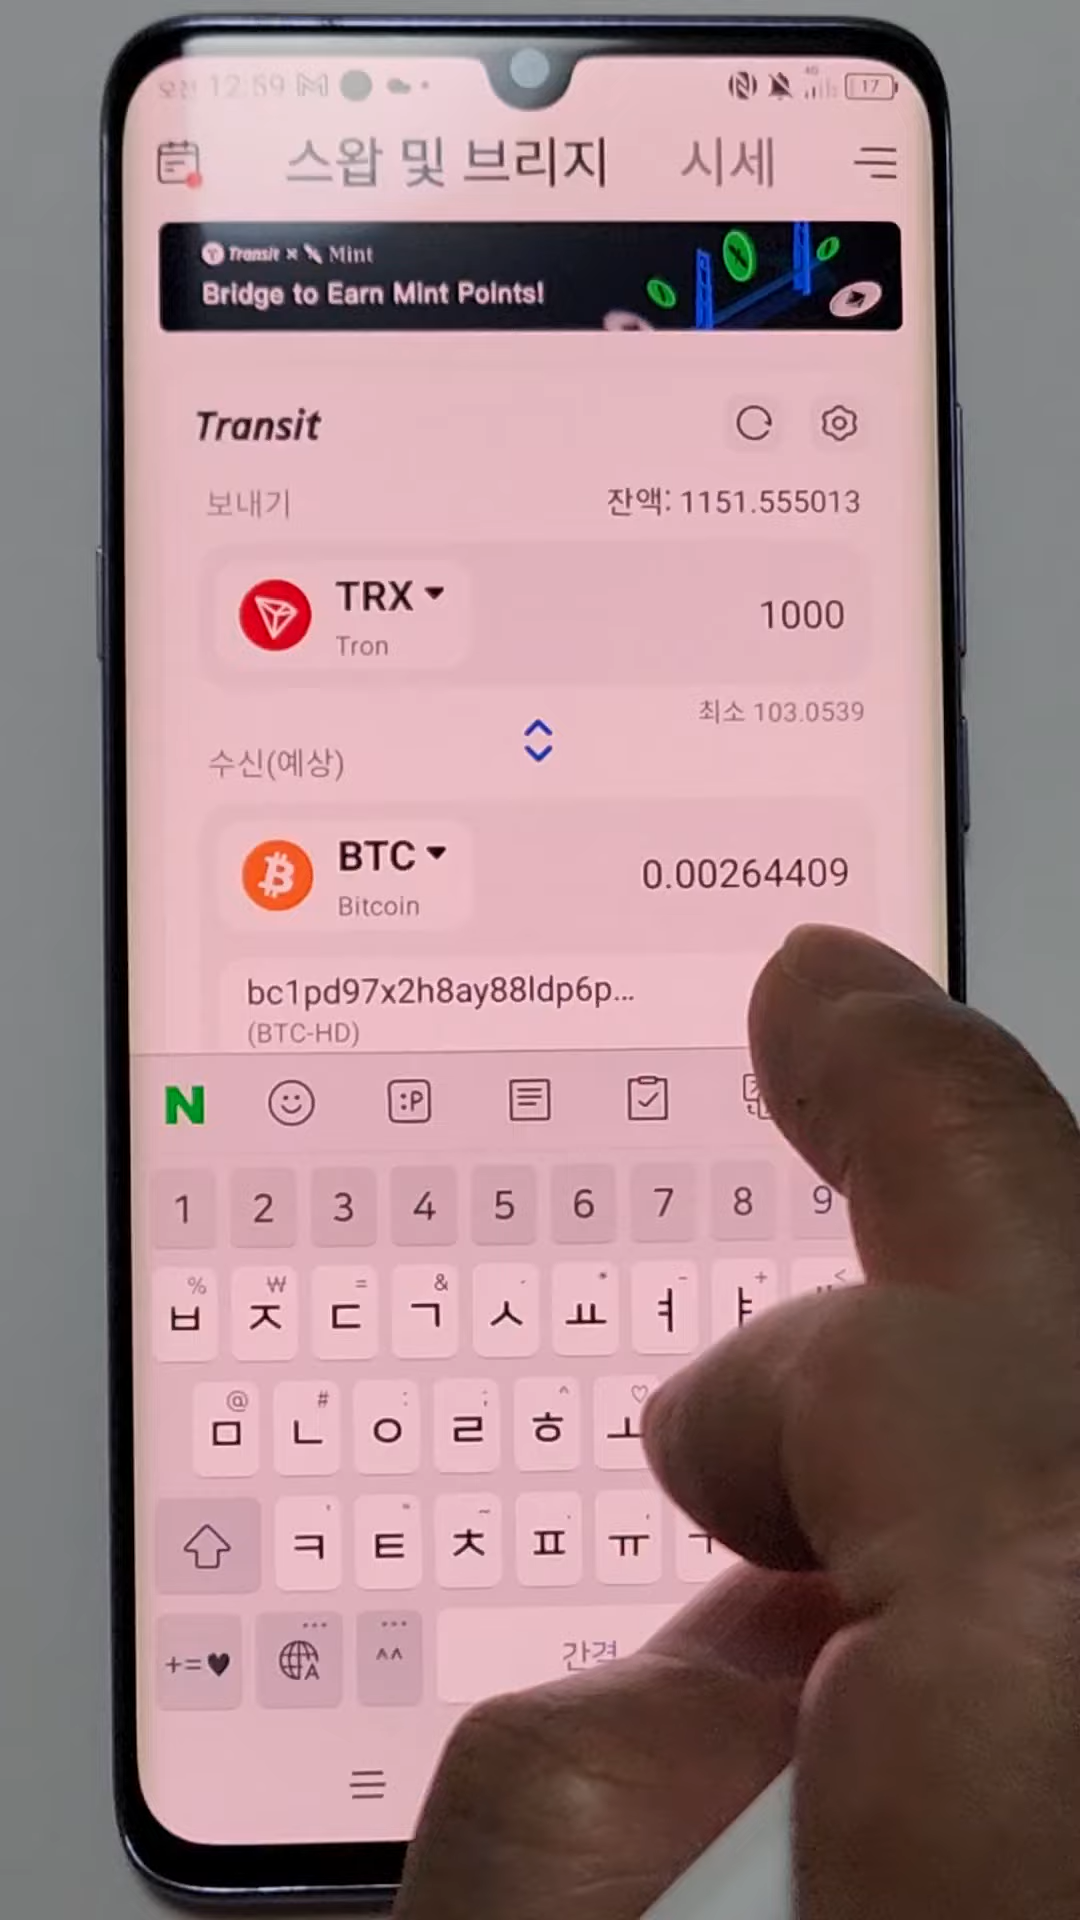 오전 12:59
4G
17
스왑 및 브리지 시세
Transit × Mint
Bridge to Earn Mint Points!
Transit
보내기 잔액: 1151.555013
TRX 1000
Tron
최소 103.0539
수신(예상)
BTC 0.00264409
Bitcoin
bc1pd97x2h8ay88ldp6p...
(BTC-HD)
N :P
1 2 3 4 5 6 7 8 9
% ₩ = & - * - + <
ㅂ ㅈ ㄷ ㄱ ㅅ ㅛ ㅕ ㅑ
@ # : ; ^ ♡
ㅁ ㄴ ㅇ ㄹ ㅎ ㅗ
ㅋ ㅌ ㅊ ㅍ ㅠ ㅜ
+=♥ A ^^ 간격